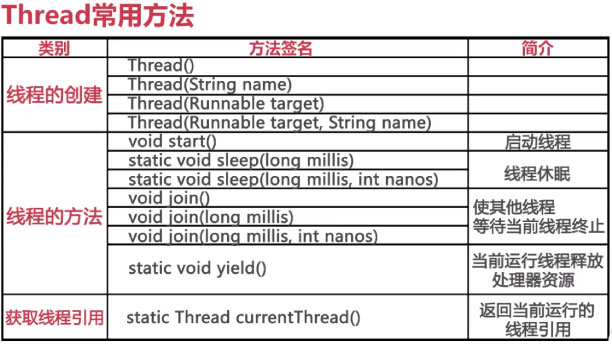 Thread常用方法
类别 方法签名 简介
线程的创建
Thread()
Thread(String name)
Thread(Runnable target)
Thread(Runnable target, String name)
线程的方法
void start() 启动线程
static void sleep(long millis)
static void sleep(long millis, int nanos)
线程休眠
void join()
void join(long millis)
void join(long millis, int nanos)
使其他线程
等待当前线程终止
static void yield()
当前运行线程释放
处理器资源
获取线程引用 static Thread currentThread()
返回当前运行的
线程引用